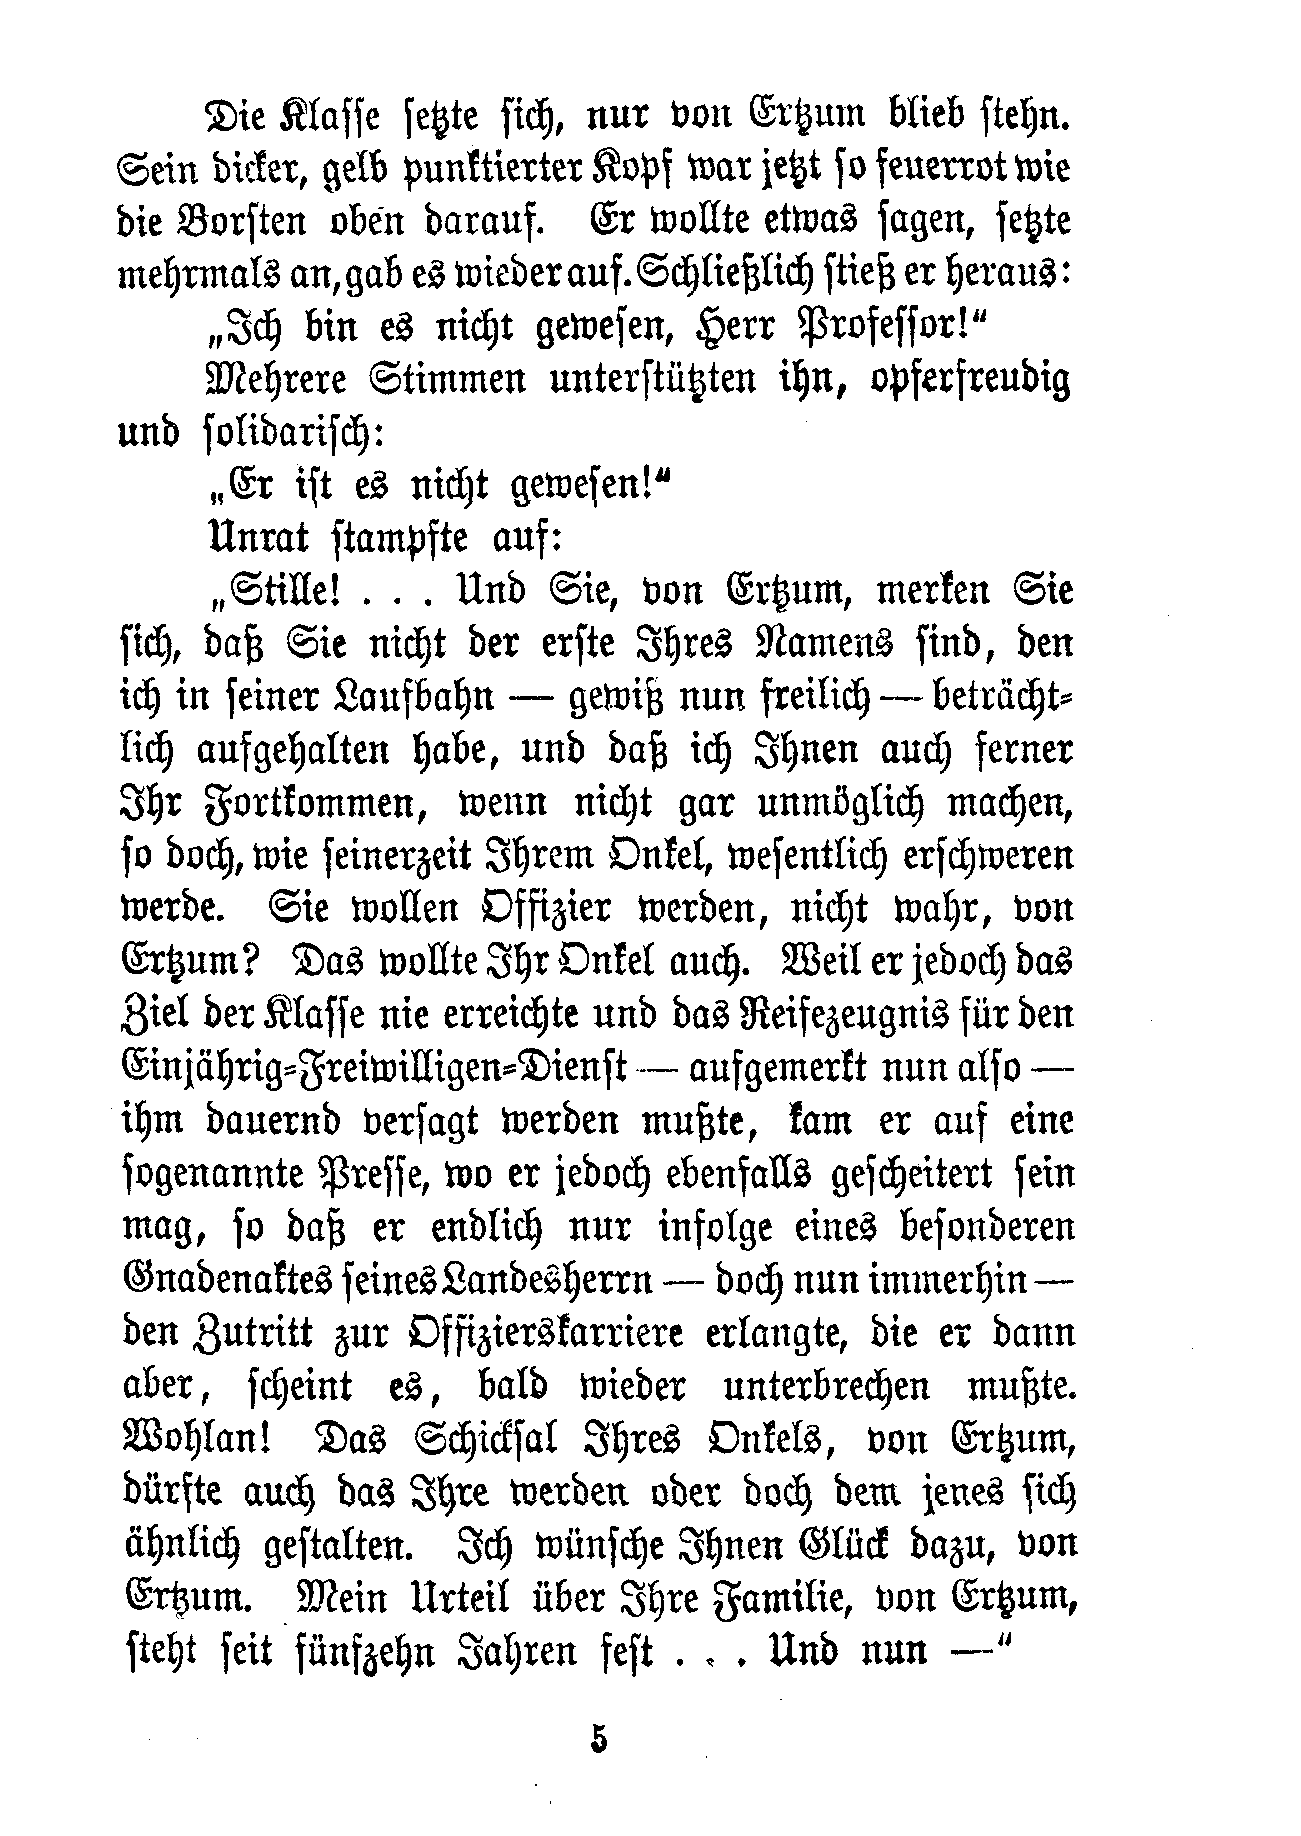 Die Klasse setzte sich, nur von Ertzum blieb stehn.
Sein dicker, gelb punktierter Kopf war jetzt so feuerrot wie
die Borsten oben darauf. Er wollte etwas sagen, setzte
mehrmals an, gab es wieder auf. Schließlich stieß er heraus:
„Ich bin es nicht gewesen, Herr Professor!“
Mehrere Stimmen unterstützten ihn, opferfreudig
und solidarisch:
„Er ist es nicht gewesen!“
Unrat stampfte auf:
„Stille! . . . Und Sie, von Ertzum, merken Sie
sich, daß Sie nicht der erste Ihres Namens sind, den
ich in seiner Laufbahn — gewiß nun freilich — beträcht-
lich aufgehalten habe, und daß ich Ihnen auch ferner
Ihr Fortkommen, wenn nicht gar unmöglich machen,
so doch, wie seinerzeit Ihrem Onkel, wesentlich erschweren
werde. Sie wollen Offizier werden, nicht wahr, von
Ertzum? Das wollte Ihr Onkel auch. Weil er jedoch das
Ziel der Klasse nie erreichte und das Reifezeugnis für den
Einjährig-Freiwilligen-Dienst — aufgemerkt nun also —
ihm dauernd versagt werden mußte, kam er auf eine
sogenannte Presse, wo er jedoch ebenfalls gescheitert sein
mag, so daß er endlich nur infolge eines besonderen
Gnadenaktes seines Landesherrn — doch nun immerhin —
den Zutritt zur Offizierskarriere erlangte, die er dann
aber, scheint es, bald wieder unterbrechen mußte.
Wohlan! Das Schicksal Ihres Onkels, von Ertzum,
dürfte auch das Ihre werden oder doch dem jenes sich
ähnlich gestalten. Ich wünsche Ihnen Glück dazu, von
Ertzum. Mein Urteil über Ihre Familie, von Ertzum,
steht seit fünfzehn Jahren fest . . . Und nun —“
5